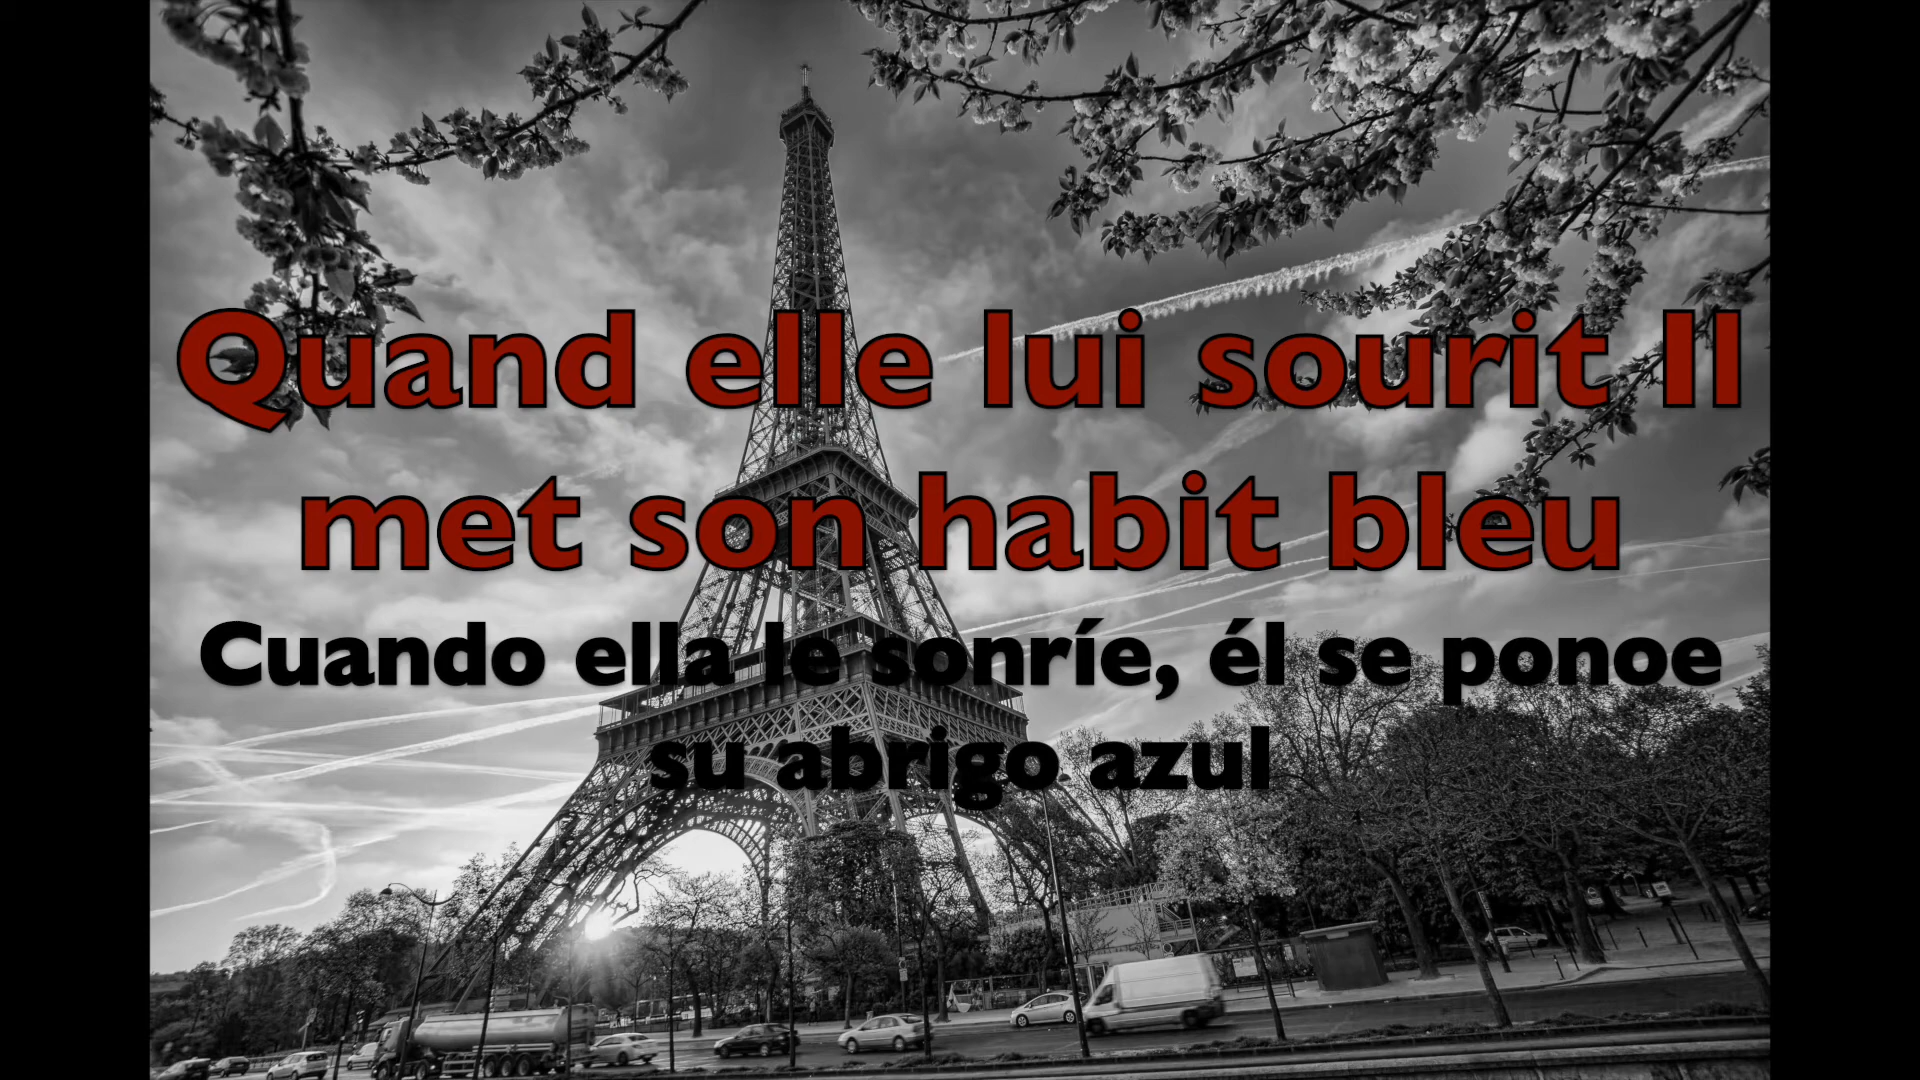 Quand elle lui sourit Il
met son habit bleu
Cuando ella le sonríe, él se ponoe
su abrigo azul